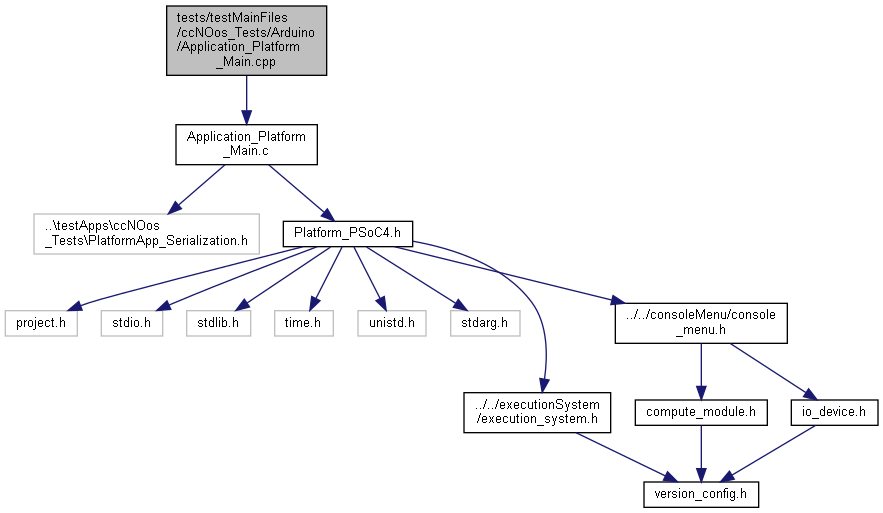 tests/testMainFiles
/ccNOos_Tests/Arduino
/Application_Platform
_Main.cpp
Application_Platform
_Main.c
..\testApps\ccNOos
_Tests\PlatformApp_Serialization.h
Platform_PSoC4.h
project.h
stdio.h
stdlib.h
time.h
unistd.h
stdarg.h
../../consoleMenu/console
_menu.h
../../executionSystem
/execution_system.h
compute_module.h
io_device.h
version_config.h